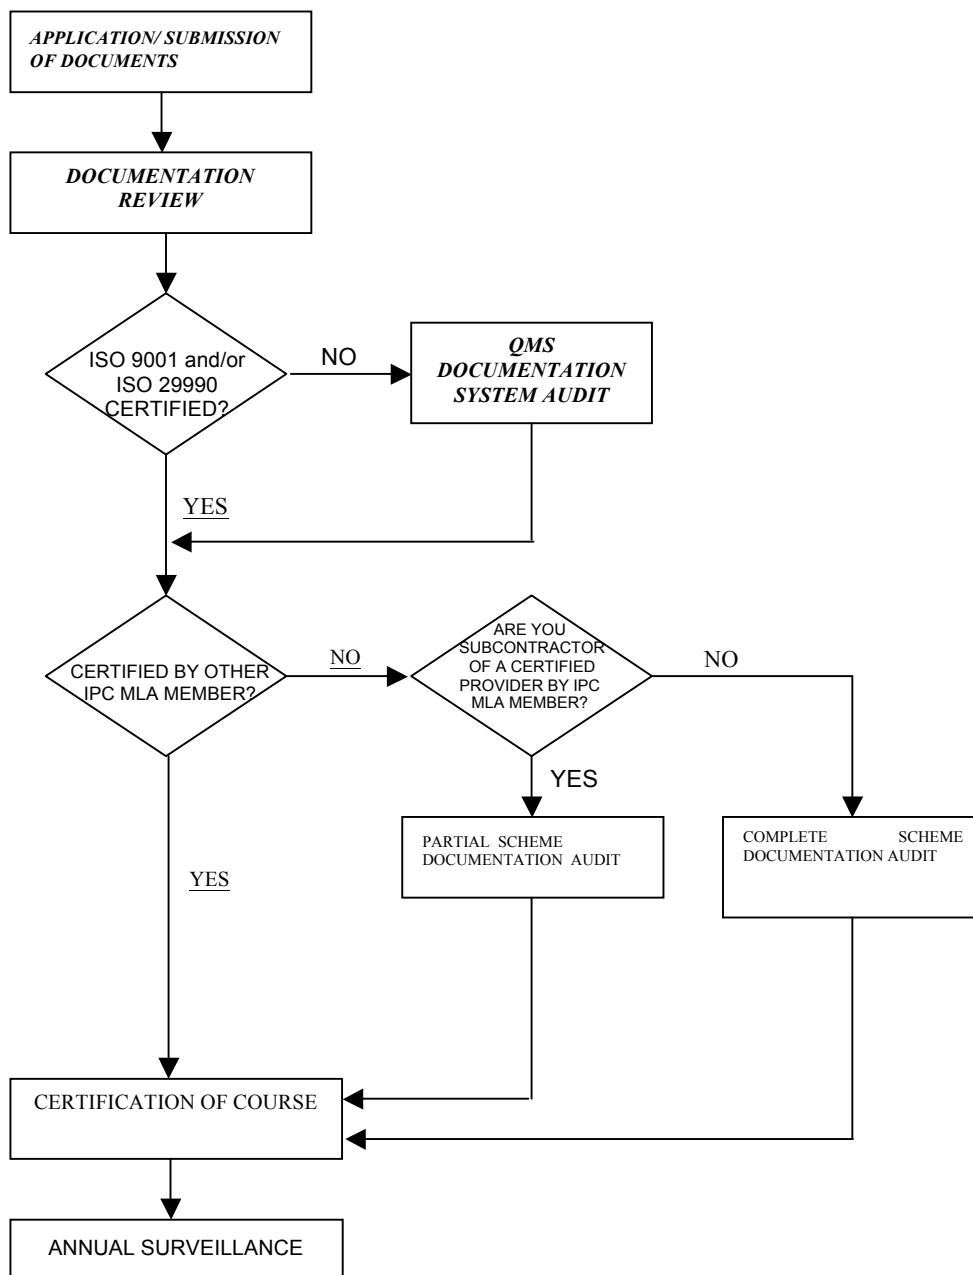 APPLICATION/ SUBMISSION
OF DOCUMENTS
DOCUMENTATION
REVIEW
ISO 9001 and/or
ISO 29990
CERTIFIED?
NO
QMS
DOCUMENTATION
SYSTEM AUDIT
YES
CERTIFIED BY OTHER
IPC MLA MEMBER?
NO
ARE YOU
SUBCONTRACTOR
OF A CERTIFIED
PROVIDER BY IPC
MLA MEMBER?
NO
YES
PARTIAL SCHEME
DOCUMENTATION AUDIT
COMPLETE SCHEME
DOCUMENTATION AUDIT
YES
CERTIFICATION OF COURSE
ANNUAL SURVEILLANCE